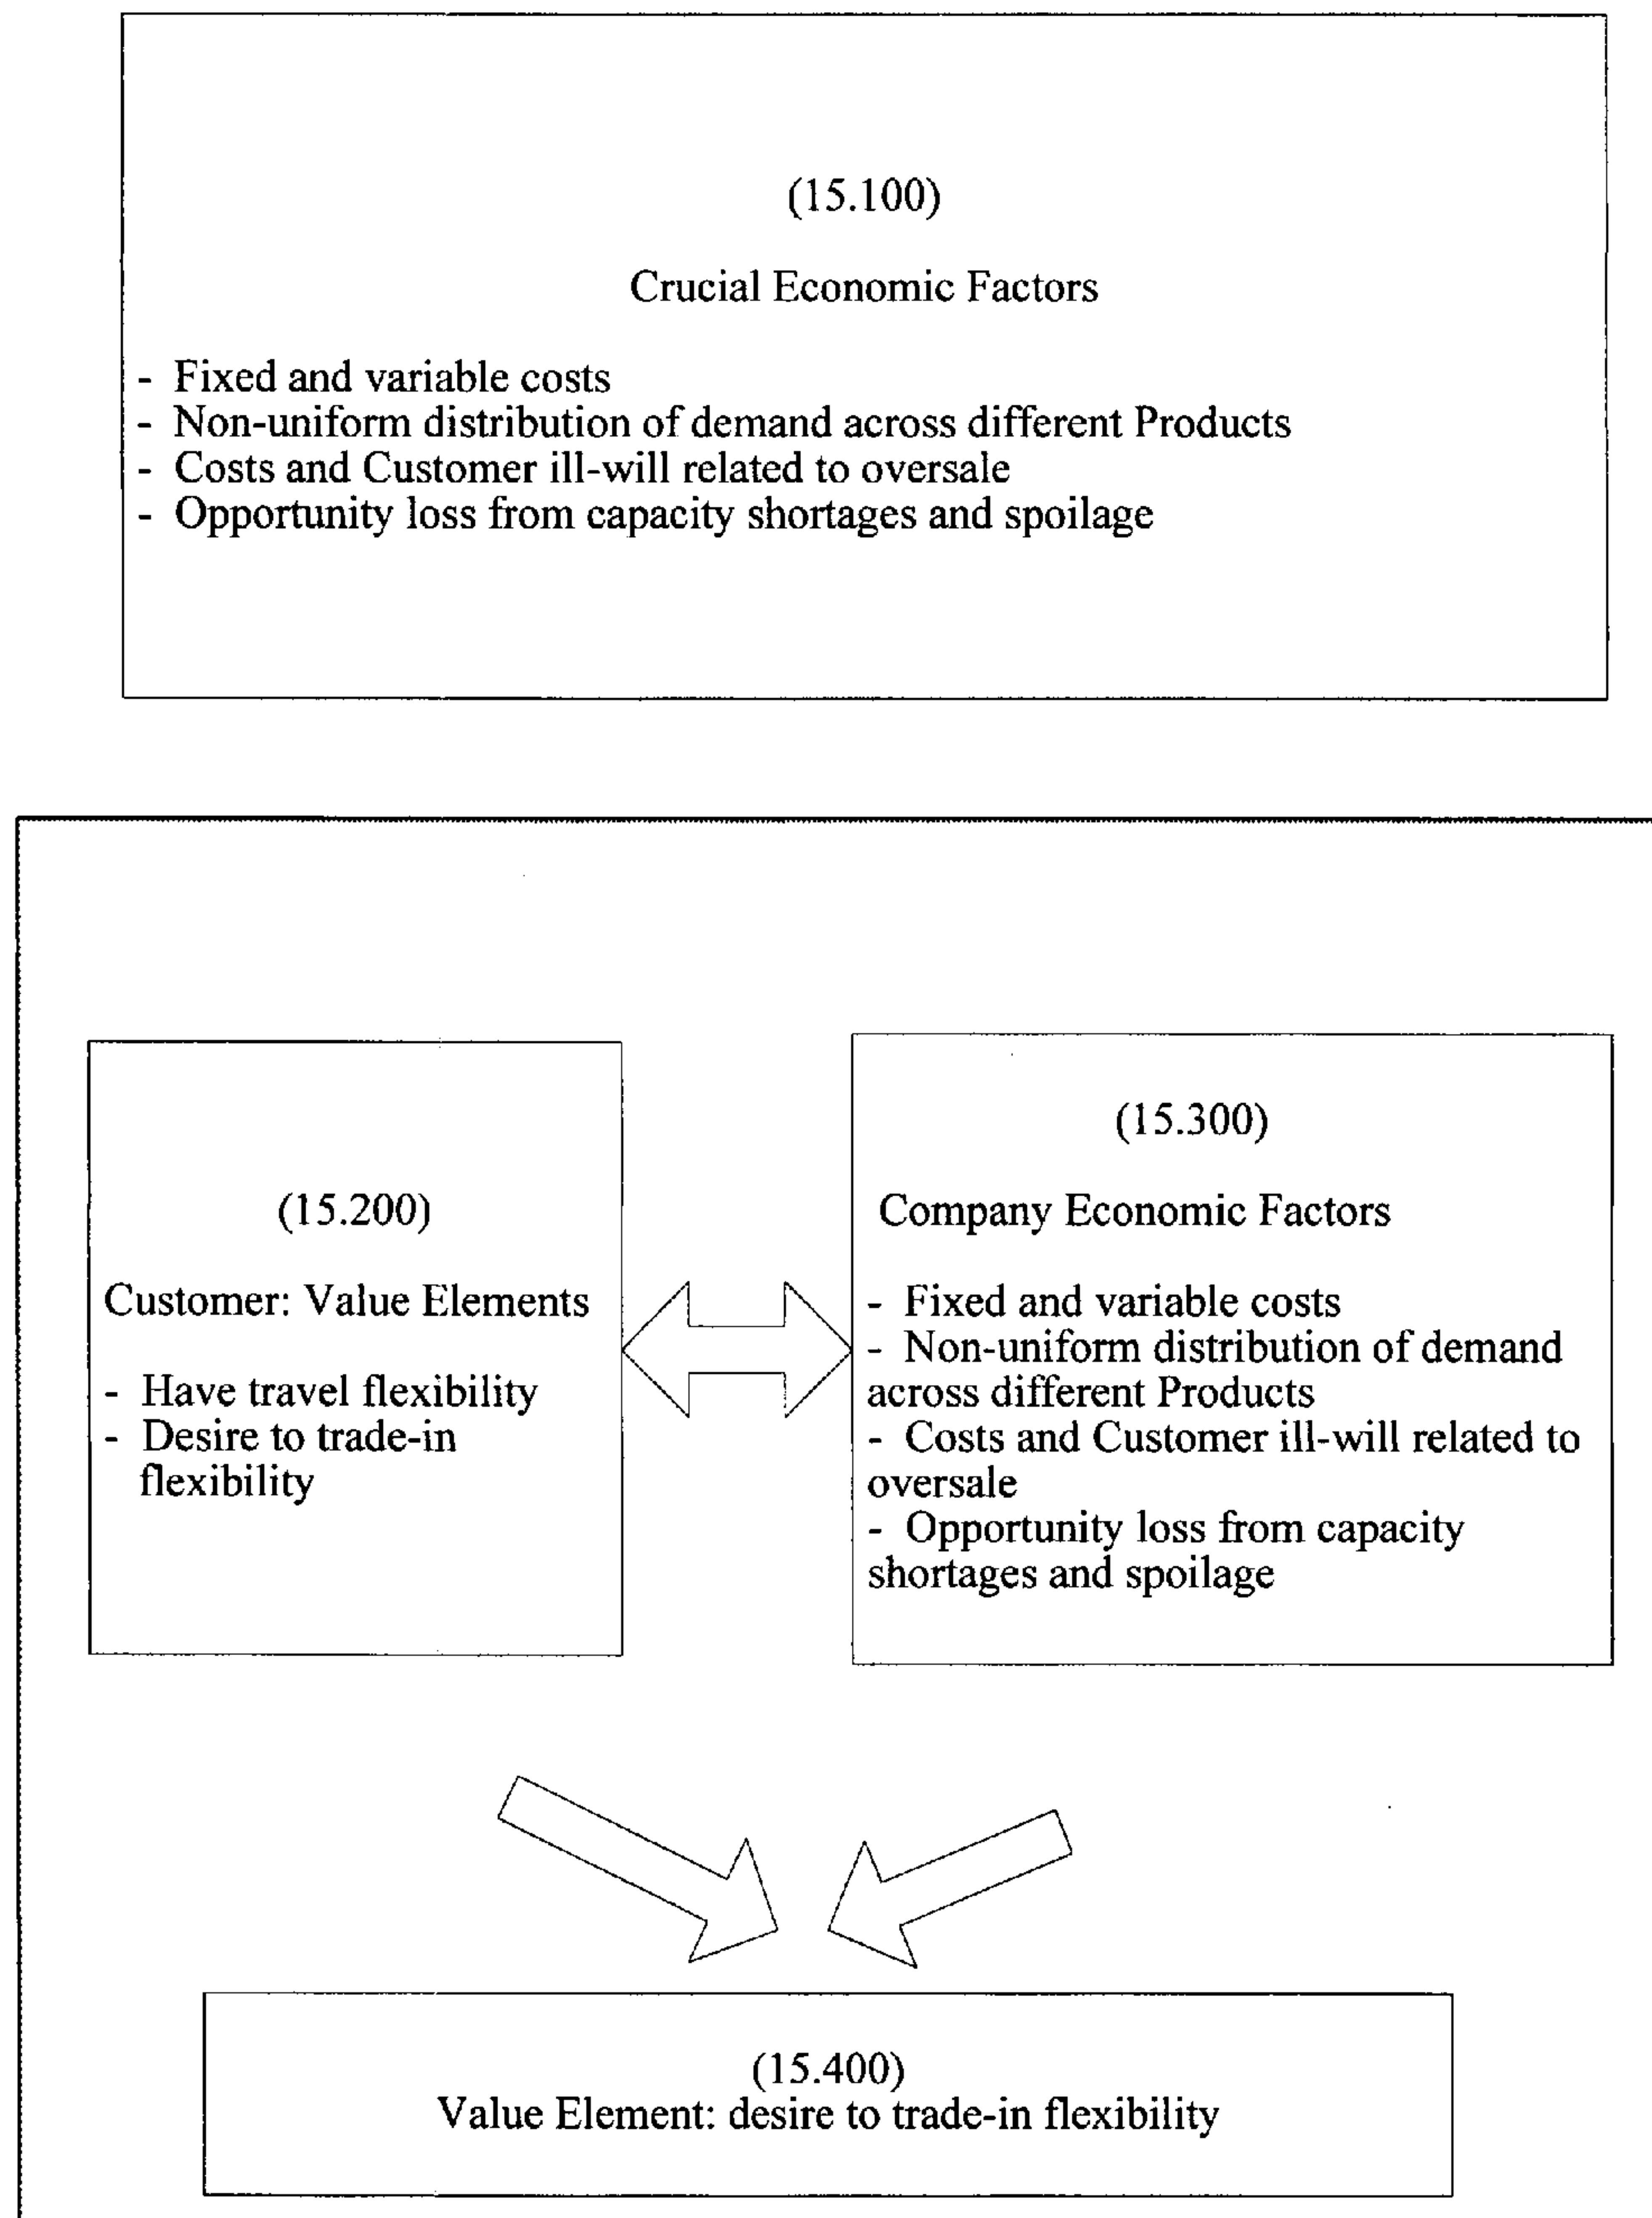 (15.100)
Crucial Economic Factors
- Fixed and variable costs
- Non-uniform distribution of demand across different Products
- Costs and Customer ill-will related to oversale
- Opportunity loss from capacity shortages and spoilage
(15.200)
Customer: Value Elements
- Have travel flexibility
- Desire to trade-in
flexibility
(15.300)
Company Economic Factors
- Fixed and variable costs
- Non-uniform distribution of demand
across different Products
- Costs and Customer ill-will related to
oversale
- Opportunity loss from capacity
shortages and spoilage
(15.400)
Value Element: desire to trade-in flexibility